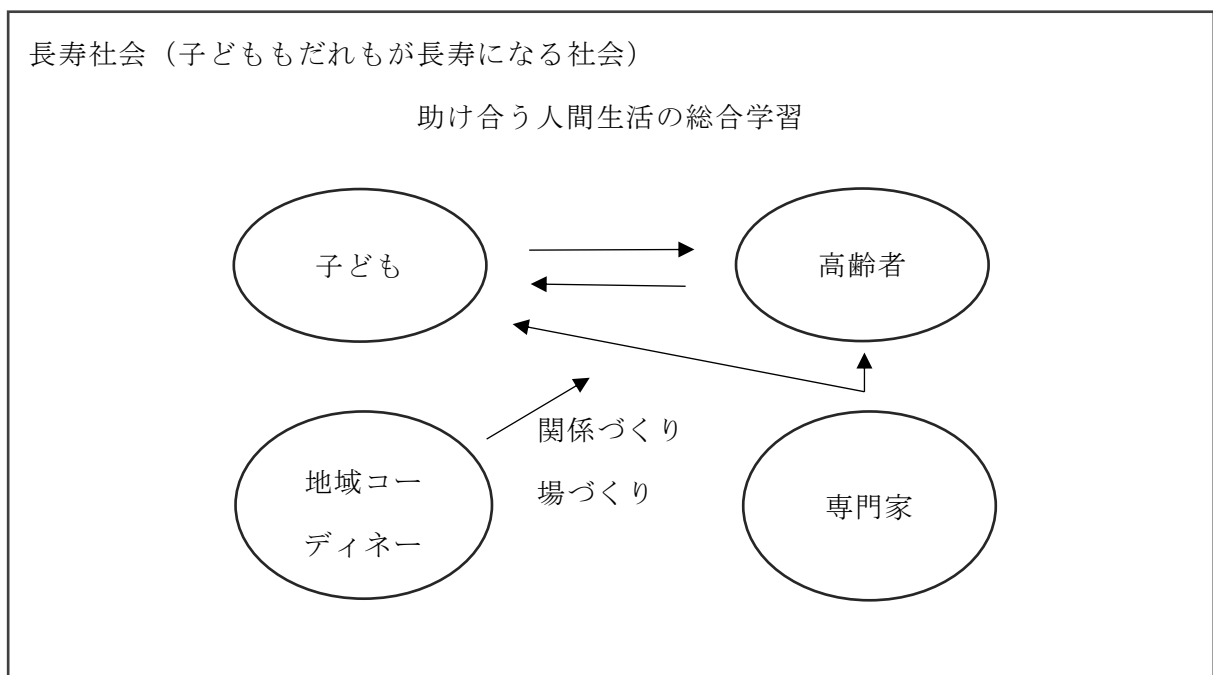 長寿社会（子どももだれもが長寿になる社会）
助け合う人間生活の総合学習
子ども
高齢者
関係づくり
場づくり
地域コー
ディネー
専門家